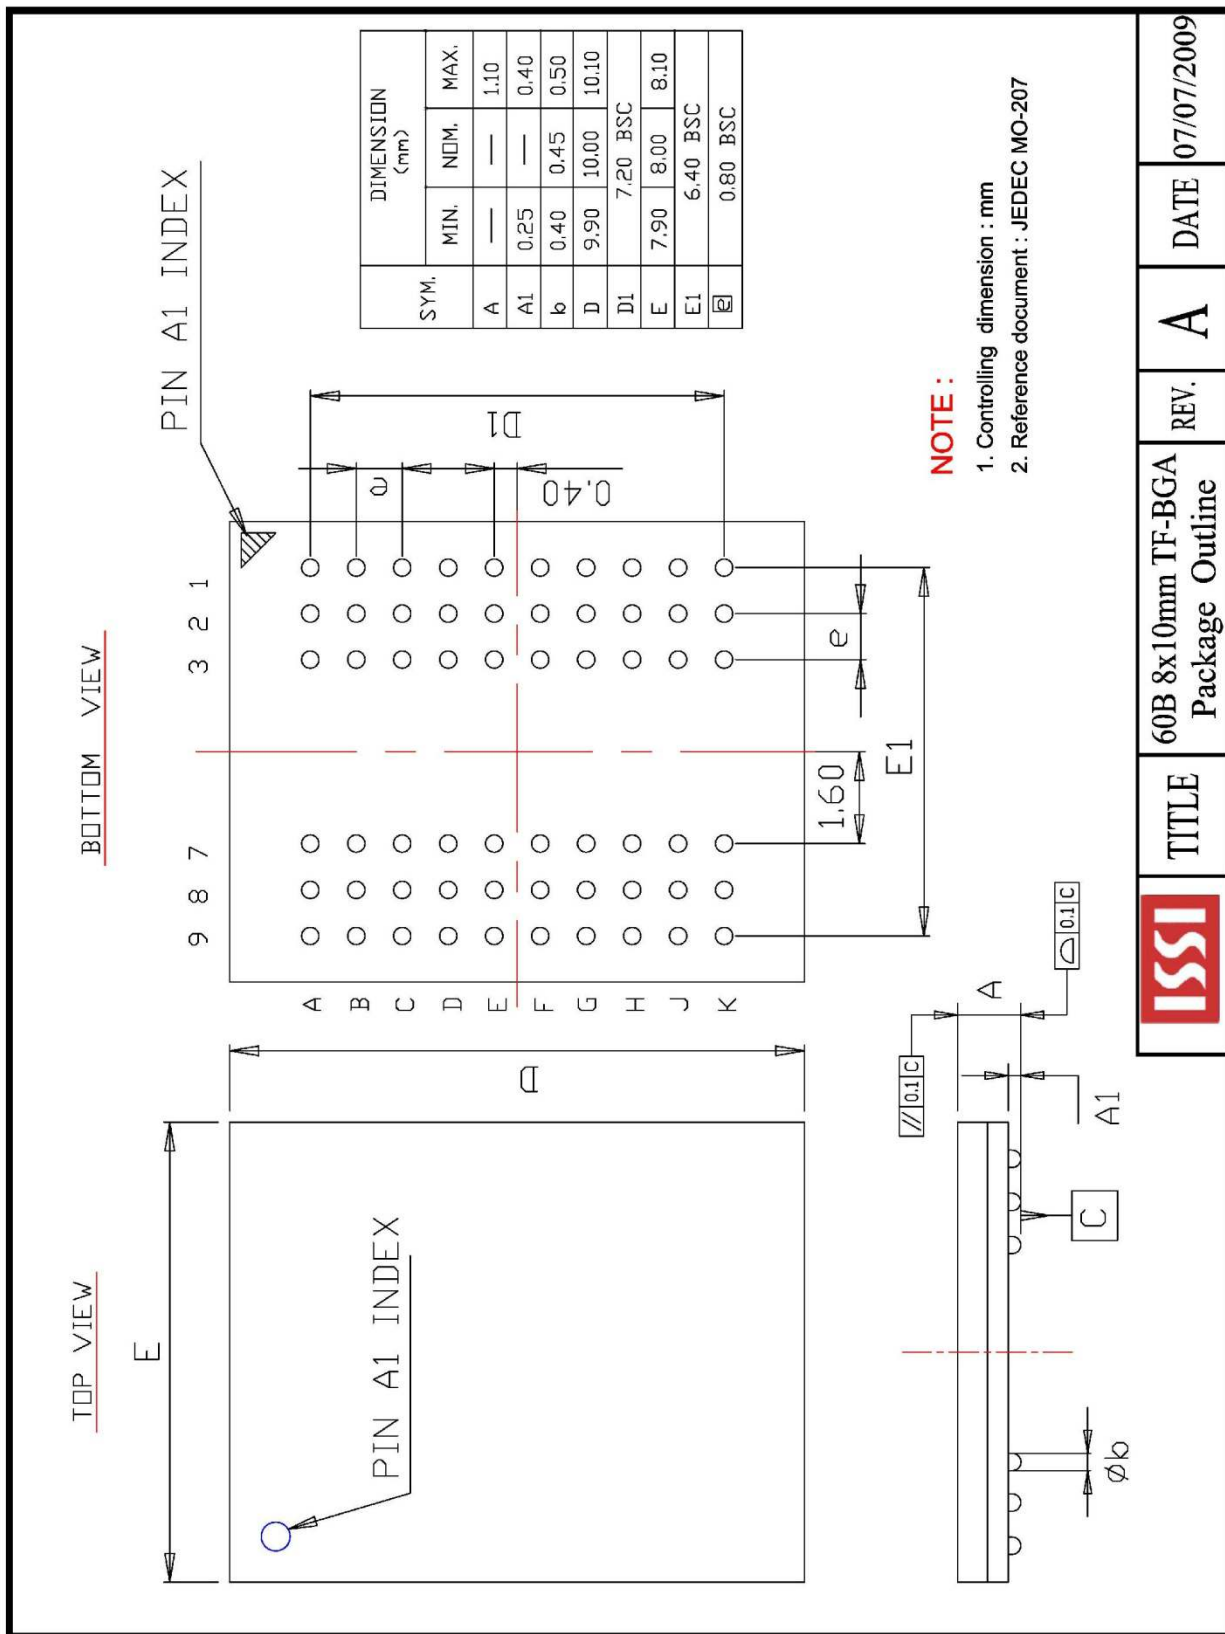 TOP VIEW
E
PIN A1 INDEX
D
BOTTOM VIEW
9 8 7 3 2 1
PIN A1 INDEX
A
B
C
D
E
F
G
H
J
K
e
D1
0.40
1.60
e
E1
// 0.1 C
A
A1
0.1 C
C
Øb
SYM. DIMENSION
(mm)
MIN. NOM. MAX.
A — — 1.10
A1 0.25 — 0.40
b 0.40 0.45 0.50
D 9.90 10.00 10.10
D1 7.20 BSC
E 7.90 8.00 8.10
E1 6.40 BSC
e 0.80 BSC
NOTE :
1. Controlling dimension : mm
2. Reference document : JEDEC MO-207
ISSI TITLE 60B 8x10mm TF-BGA
Package Outline REV. A DATE 07/07/2009